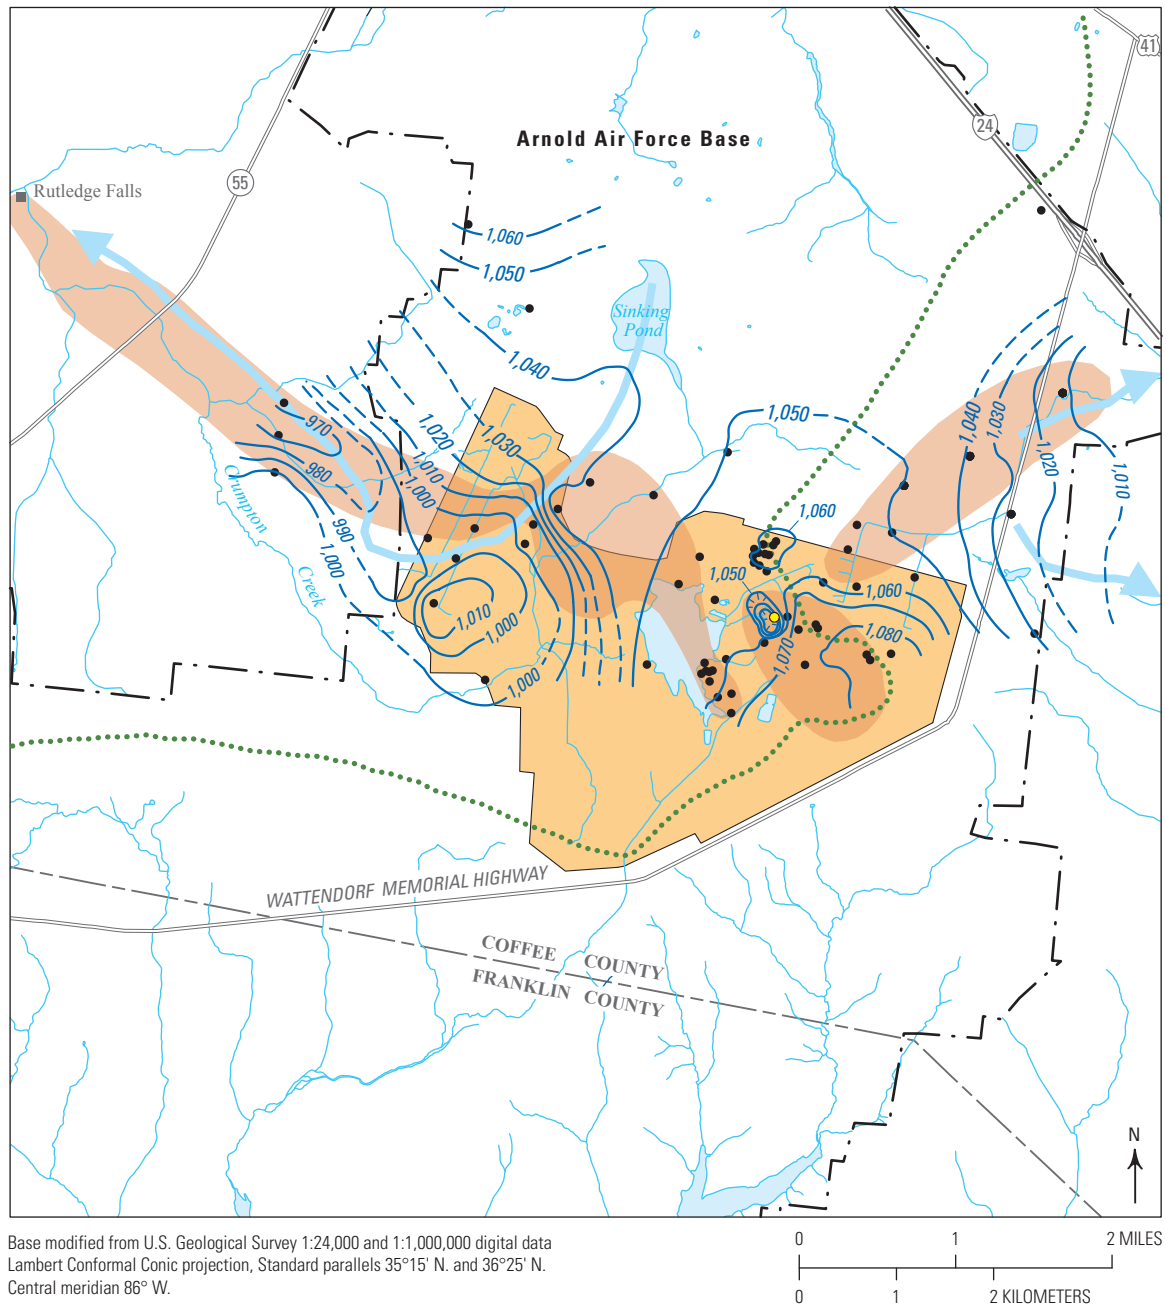 41
24
Arnold Air Force Base
55
Rutledge Falls
1,060
1,050
Sinking
Pond
1,040
1,050
1,040
1,030
1,020
1,030
970
1,010
1,020
980
1,010
1,000
Crumpton
Creek
990
1,000
1,060
1,050
1,060
1,010
1,000
1,080
1,070
1,000
WATTENDORF MEMORIAL HIGHWAY
COFFEE COUNTY
FRANKLIN COUNTY
N
Base modified from U.S. Geological Survey 1:24,000 and 1:1,000,000 digital data
Lambert Conformal Conic projection, Standard parallels 35°15' N. and 36°25' N.
Central meridian 86° W.
0 1 2 MILES
0 1 2 KILOMETERS